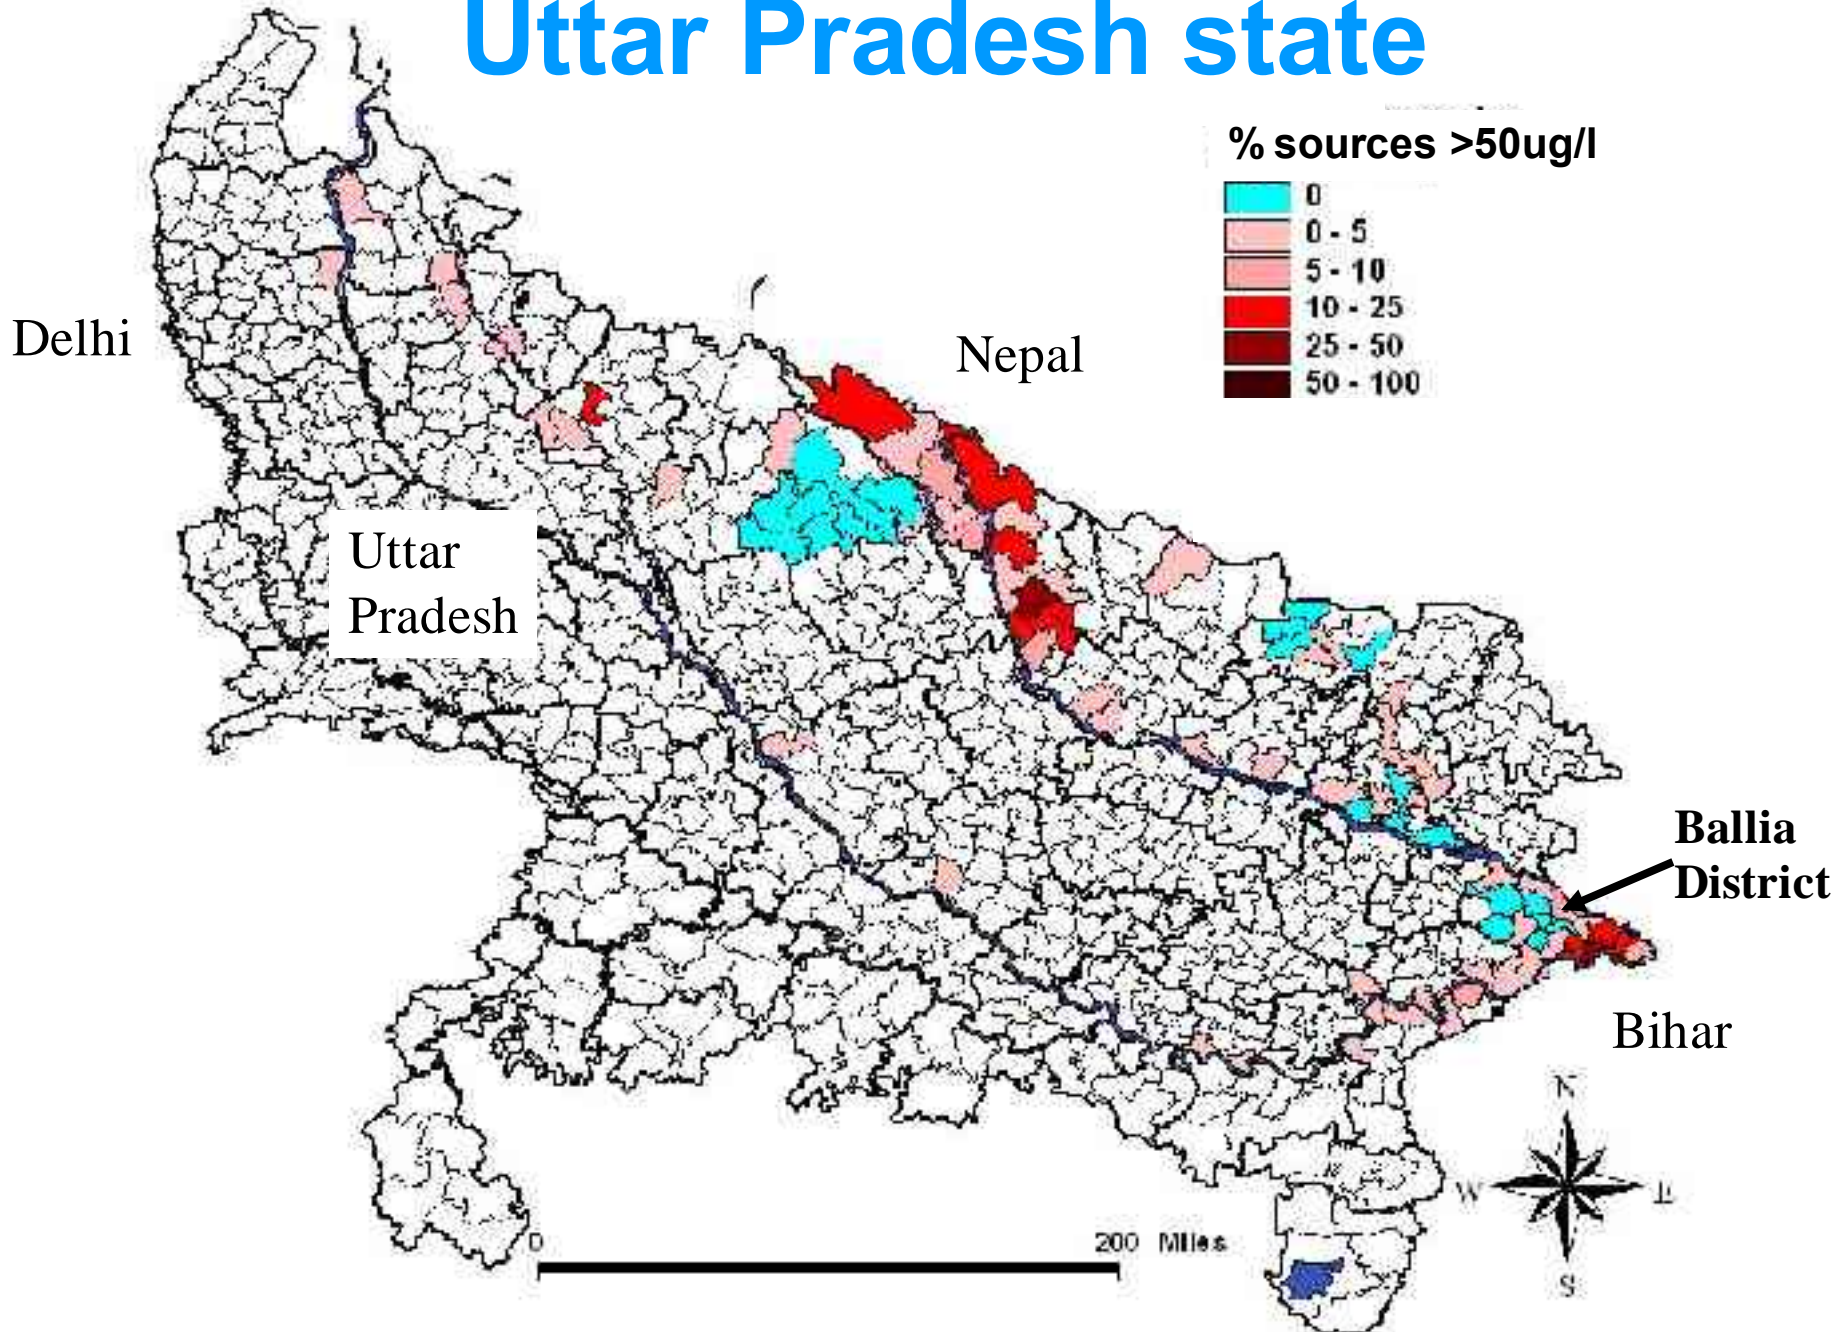 Uttar Pradesh state
% sources >50ug/l
0
0 - 5
5 - 10
10 - 25
25 - 50
50 - 100
Delhi
Nepal
Uttar
Pradesh
Ballia
District
Bihar
N
W
E
S
0
200 Miles